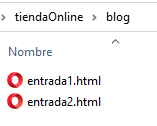 tiendaOnline > blog
Nombre
entrada1.html
entrada2.html